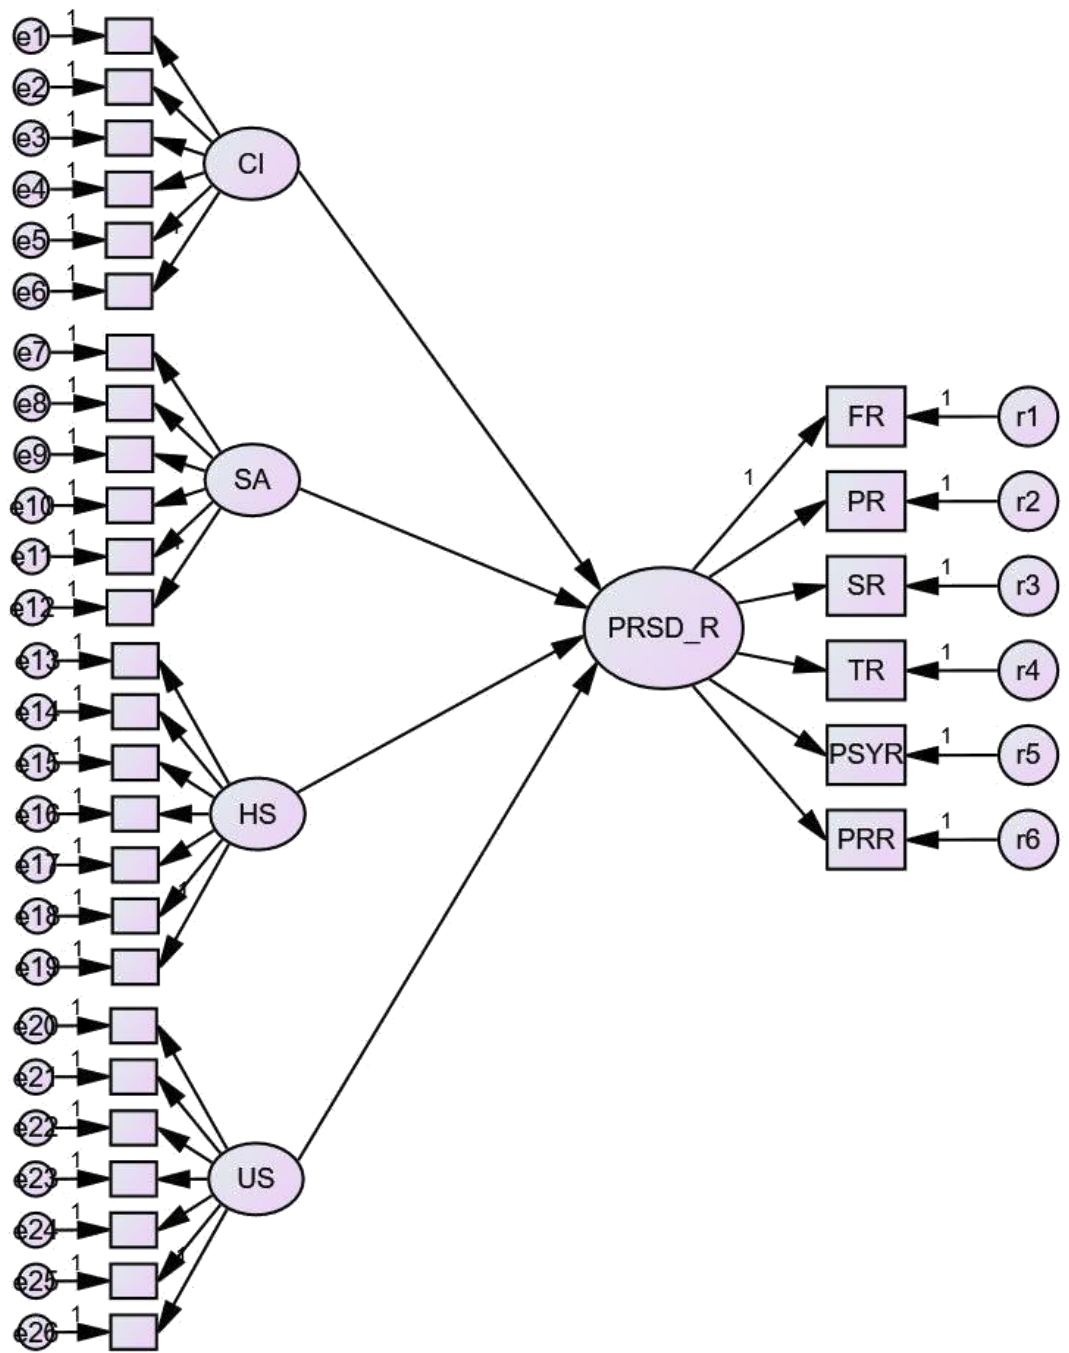 e1 1
e2 1
e3 1
CI
e4 1
e5 1
1
e6 1
e7 1
e8 1
e9 1
SA
e10 1
e11 1
1
e12 1
e13 1
e14 1
e15 1
e16 1
HS
e17 1
e18 1
1
e19 1
e20 1
e21 1
e22 1
e23 1
US
e24 1
e25 1
1
e26 1
PRSD_R
1
FR 1 r1
PR 1 r2
SR 1 r3
TR 1 r4
PSYR 1 r5
PRR 1 r6